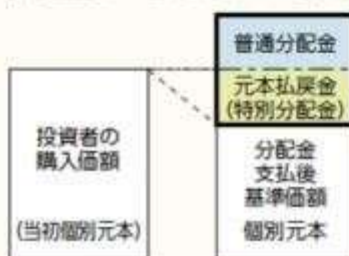 普通分配金
元本払戻金
(特別分配金)
投資者の
購入価額
(当初個別元本)
分配金
支払後
基準価額
個別元本